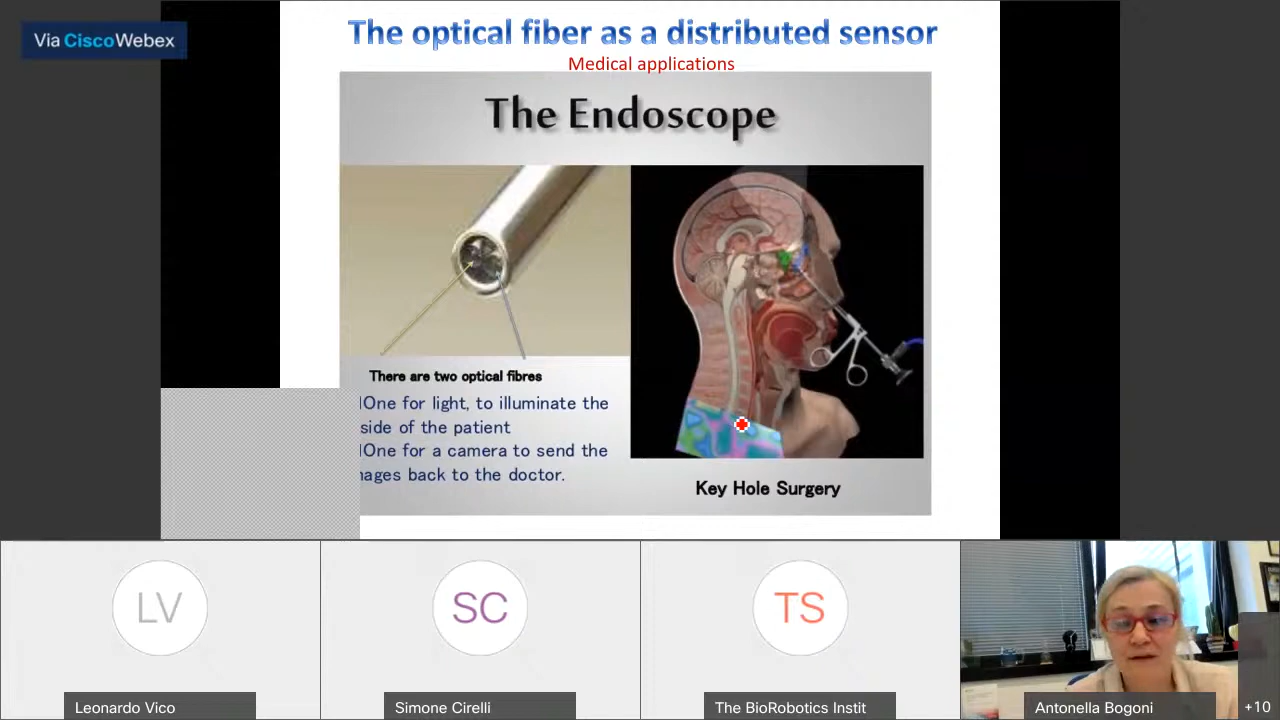 Via CiscoWebex
The optical fiber as a distributed sensor
Medical applications
The Endoscope
There are two optical fibres
One for light, to illuminate the
side of the patient
One for a camera to send the
ages back to the doctor.
Key Hole Surgery
LV
SC
TS
Leonardo Vico
Simone Cirelli
The BioRobotics Instit
Antonella Bogoni
+10